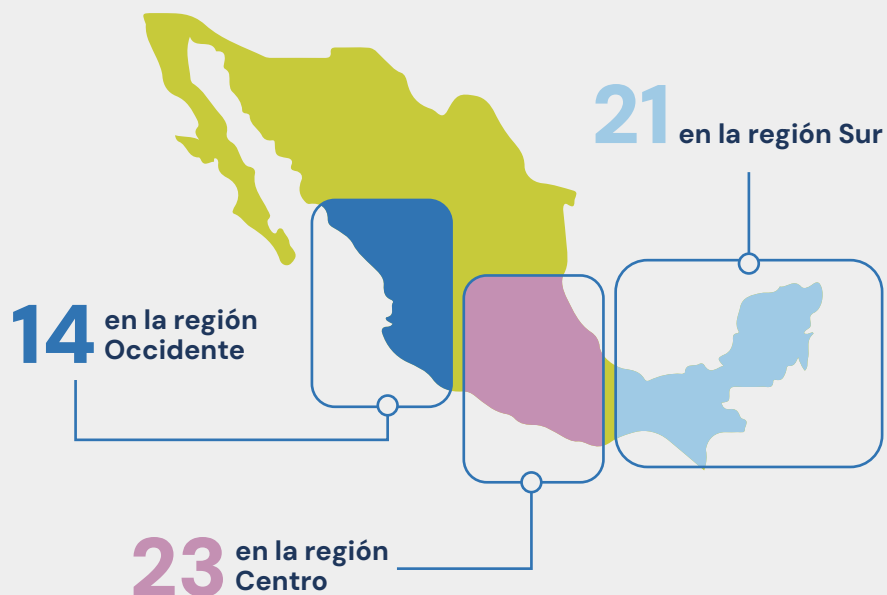 21 en la región Sur
14 en la región
Occidente
23 en la región
Centro